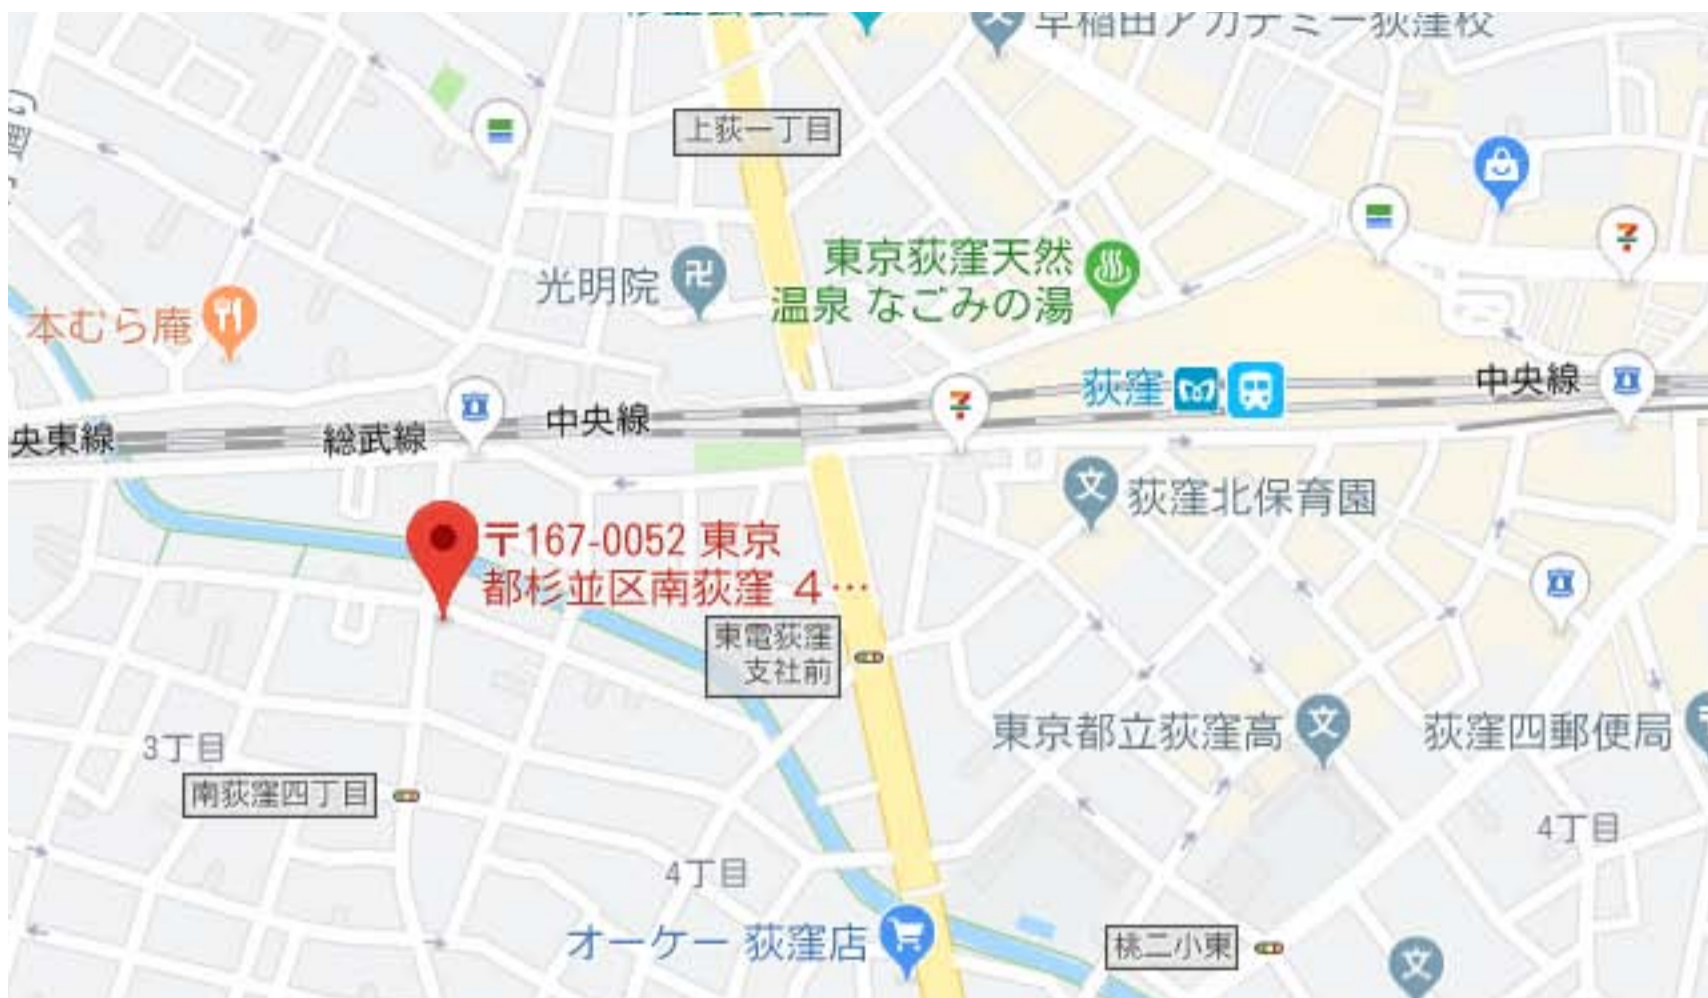 早稲田アカデミー荻窪校
上荻一丁目
東京荻窪天然
温泉 なごみの湯
光明院
卍
本むら庵
7
荻窪
中央線
7
中央線
総武線
央東線
文
荻窪北保育園
〒167-0052 東京
都杉並区南荻窪 4…
東電荻窪
支社前
東京都立荻窪高
文
荻窪四郵便局
3丁目
南荻窪四丁目
4丁目
4丁目
オーケー 荻窪店
桃二小東
文